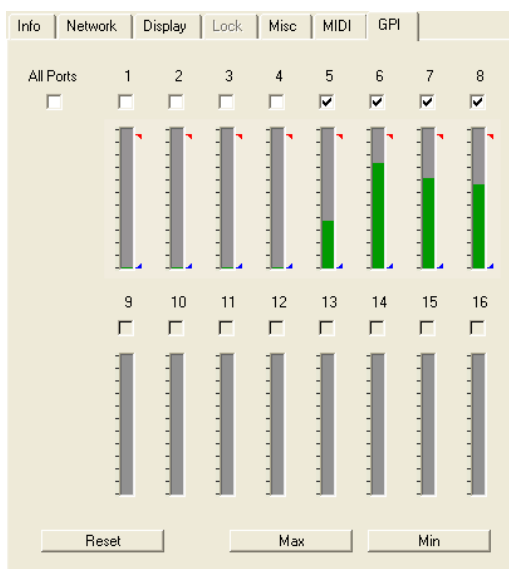 Info Network Display Lock Misc MIDI GPI
All Ports 1 2 3 4 5 6 7 8
9 10 11 12 13 14 15 16
Reset Max Min